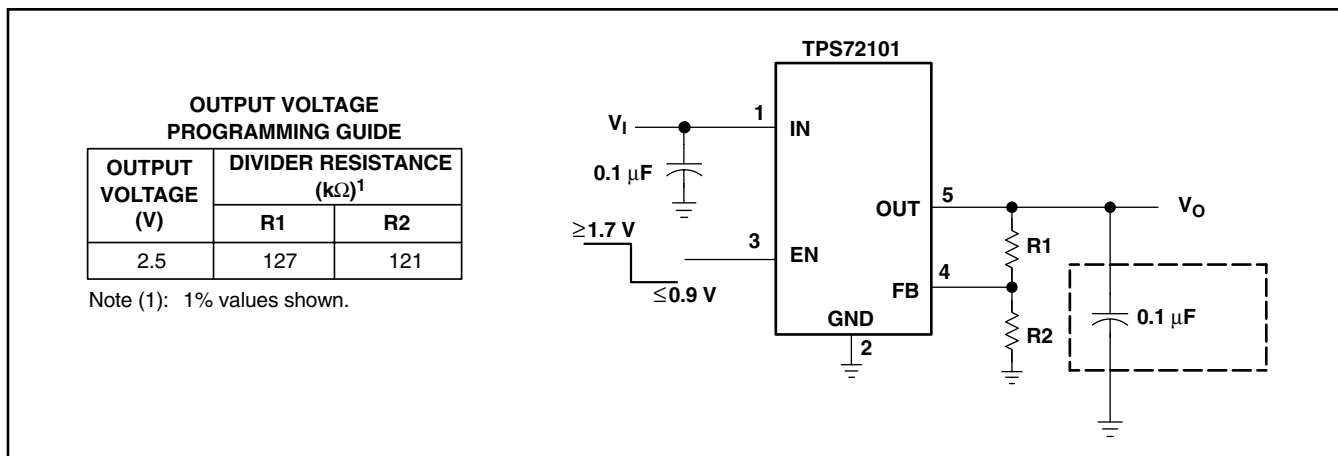 OUTPUT VOLTAGE
PROGRAMMING GUIDE
OUTPUT VOLTAGE (V)
DIVIDER RESISTANCE (kΩ)¹
R1 R2
2.5 127 121
Note (1): 1% values shown.
TPS72101
V_I
1
IN
0.1 μF
≥1.7 V
3
EN
≤0.9 V
OUT
5
V_O
R1
4
FB
R2
0.1 μF
GND
2